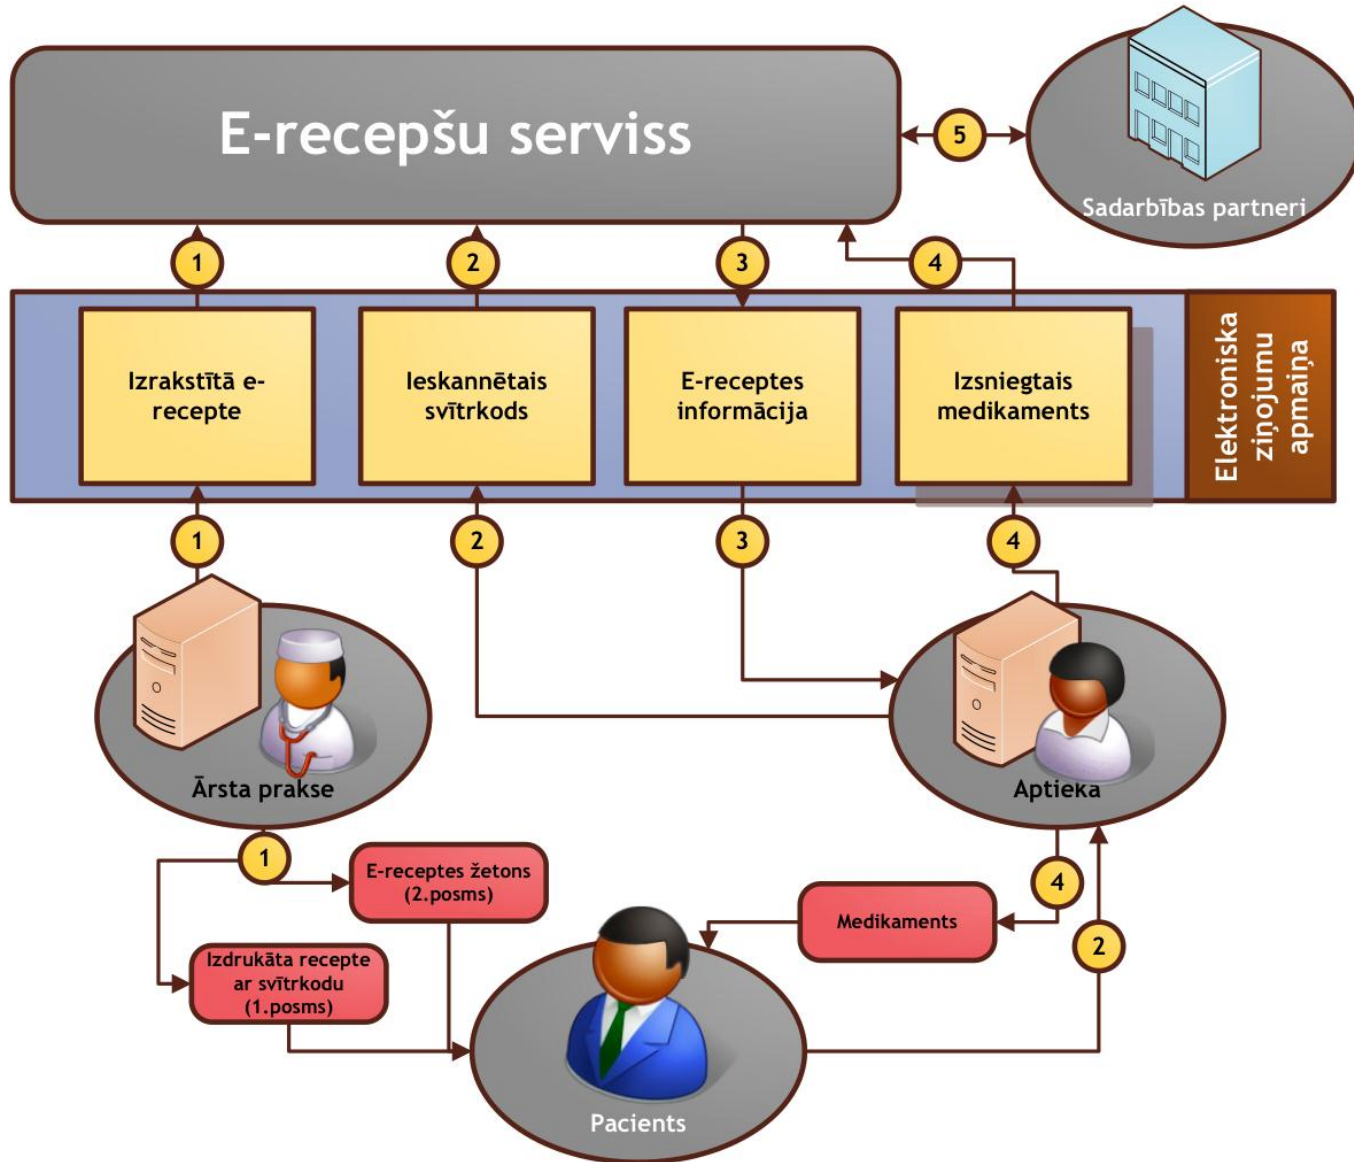 E-recepšu serviss
5
Sadarbības partneri
1
2
3
4
Izrakstītā e-
recepte
Ieskannētais
svītrkods
E-receptes
informācija
Izsniegtais
medikaments
Elektroniska
ziņojumu
apmaiņa
1
2
3
4
Ārsta prakse
Aptieka
1
E-receptes žetons
(2.posms)
4
Medikaments
2
Izdrukāta recepte
ar svītrkodu
(1.posms)
Pacients